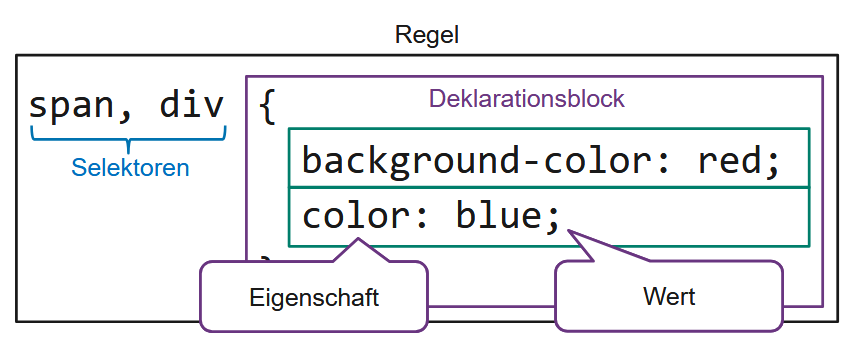 Regel
span, div {
Deklarationsblock
Selektoren
background-color: red;
color: blue;
}
Eigenschaft
Wert